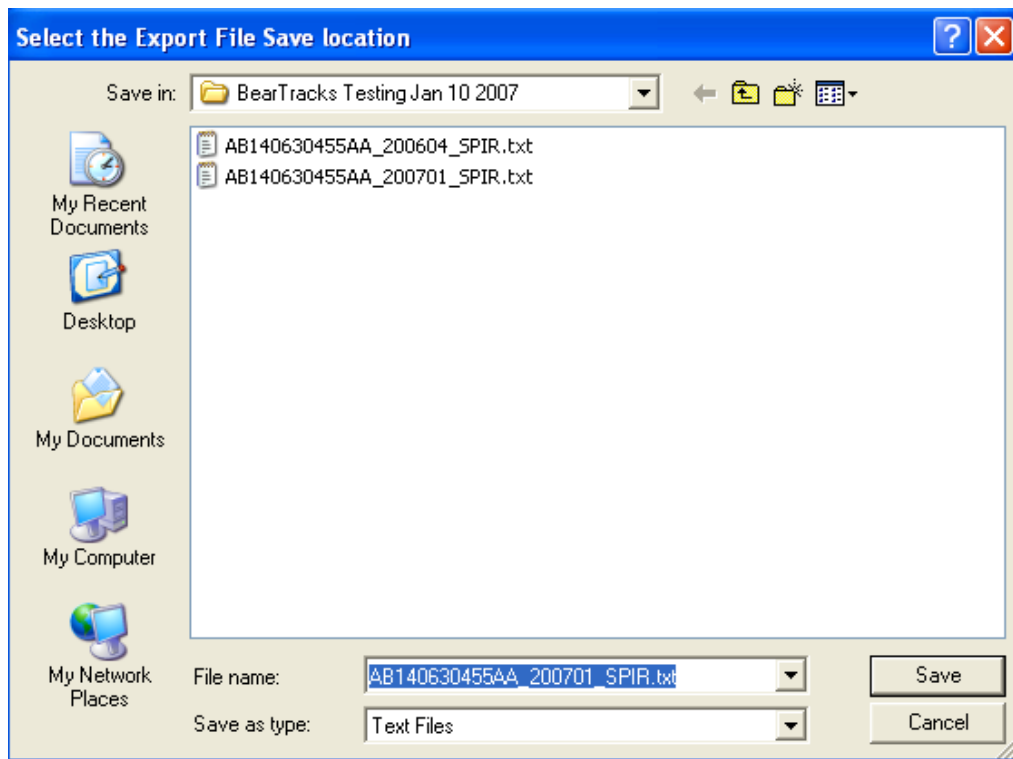 Select the Export File Save location
Save in:
BearTracks Testing Jan 10 2007
AB140630455AA_200604_SPIR.txt
AB140630455AA_200701_SPIR.txt
My Recent
Documents
Desktop
My Documents
My Computer
My Network
Places
File name:
AB140630455AA_200701_SPIR.txt
Save
Save as type:
Text Files
Cancel